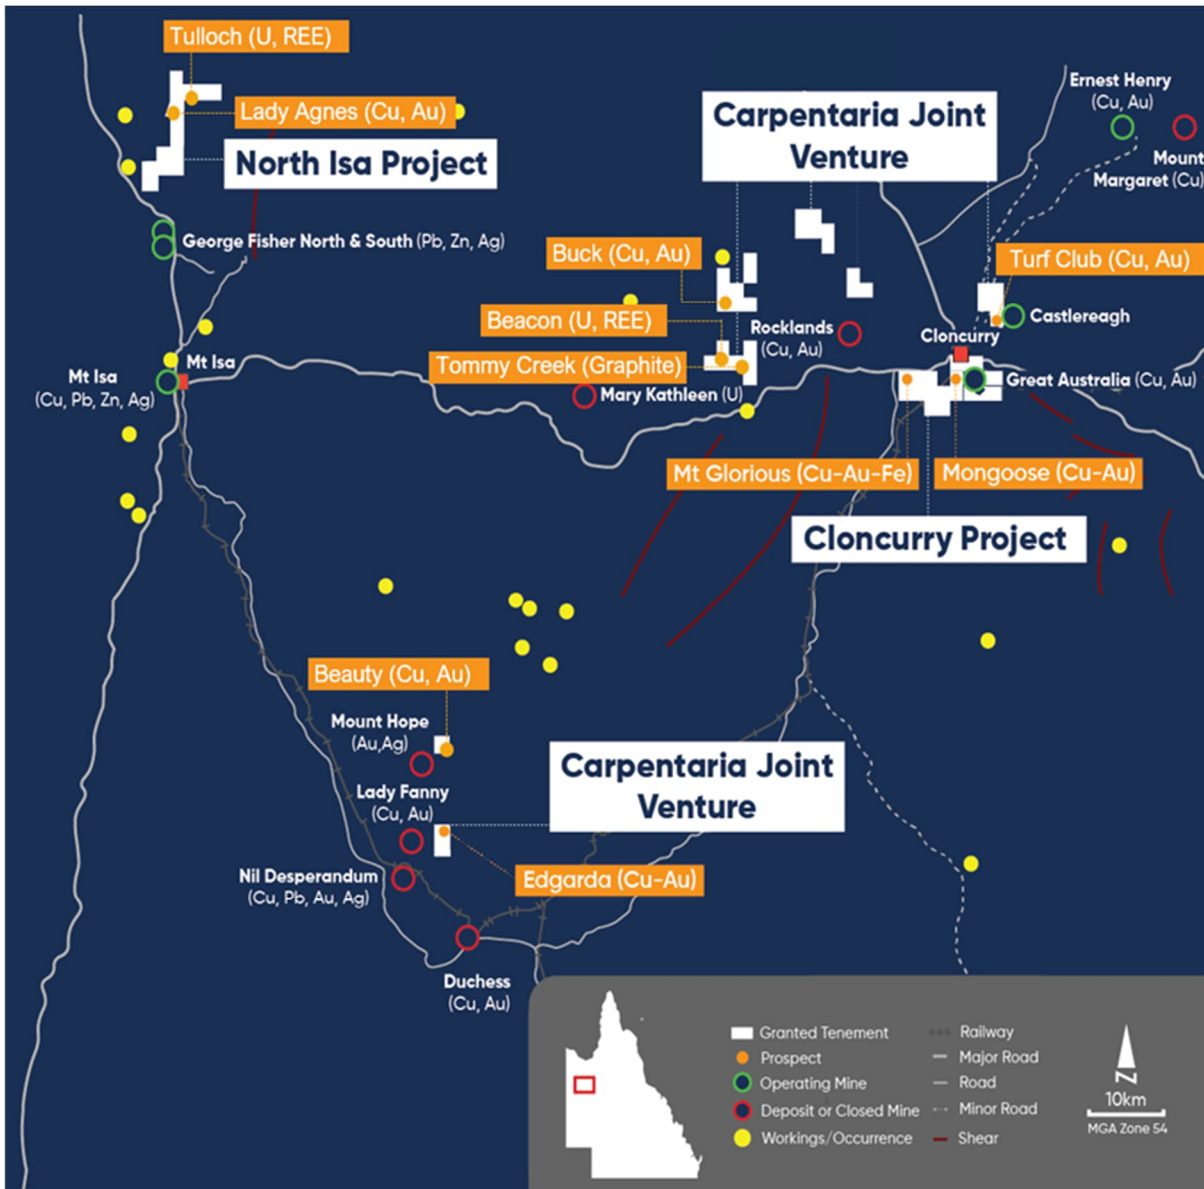 Tulloch (U, REE)
Lady Agnes (Cu, Au)
North Isa Project
George Fisher North & South (Pb, Zn, Ag)
Carpentaria Joint
Venture
Ernest Henry
(Cu, Au)
Mount
Margaret (Cu)
Buck (Cu, Au)
Turf Club (Cu, Au)
Beacon (U, REE)
Rocklands
(Cu, Au)
Castlereagh
Cloncurry
Tommy Creek (Graphite)
Mt Isa
Mt Isa
(Cu, Pb, Zn, Ag)
Mary Kathleen (U)
Great Australia (Cu, Au)
Mt Glorious (Cu-Au-Fe)
Mongoose (Cu-Au)
Cloncurry Project
Beauty (Cu, Au)
Mount Hope
(Au,Ag)
Carpentaria Joint
Venture
Lady Fanny
(Cu, Au)
Nil Desperandum
(Cu, Pb, Au, Ag)
Edgarda (Cu-Au)
Duchess
(Cu, Au)
Granted Tenement
Prospect
Operating Mine
Deposit or Closed Mine
Workings/Occurrence
Railway
Major Road
Road
Minor Road
Shear
N
10km
MGA Zone 54